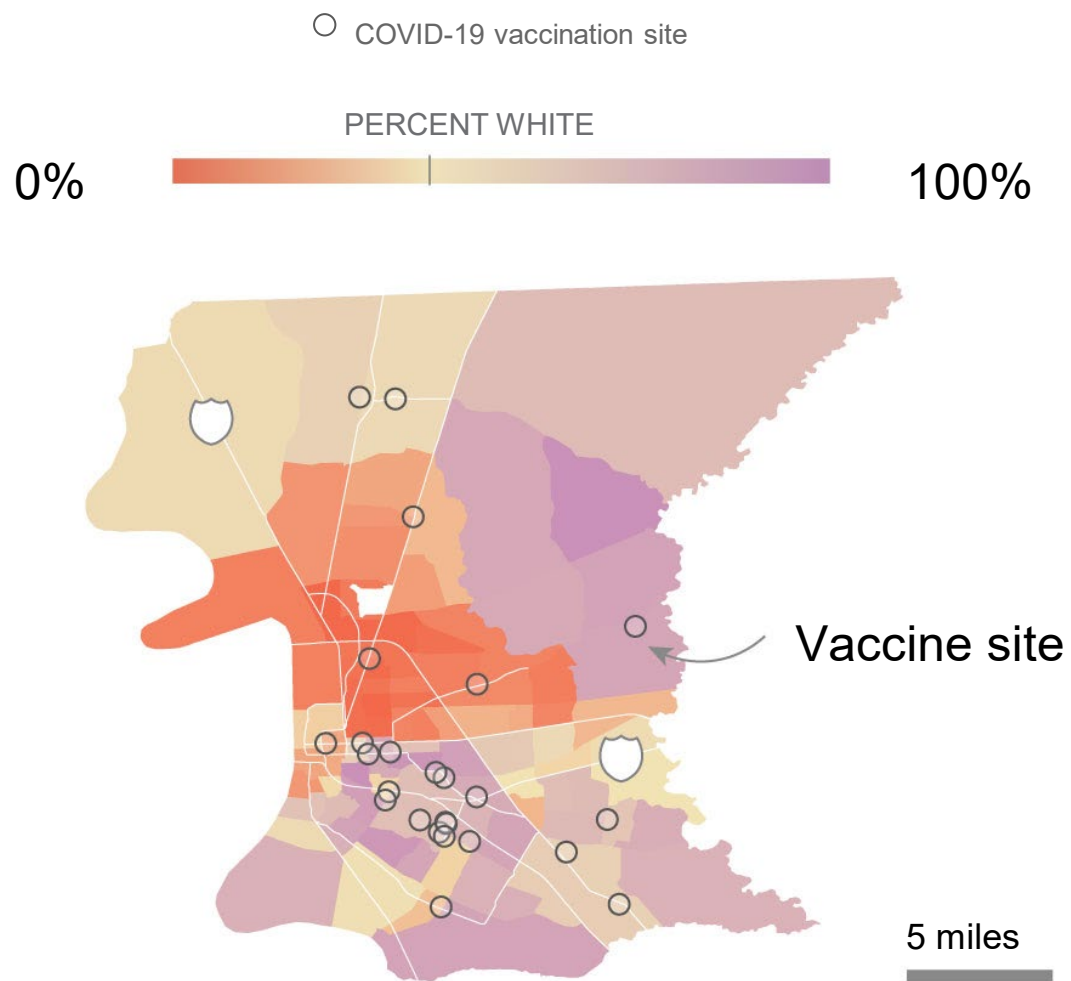 COVID-19 vaccination site
PERCENT WHITE
0%
100%
Vaccine site
5 miles